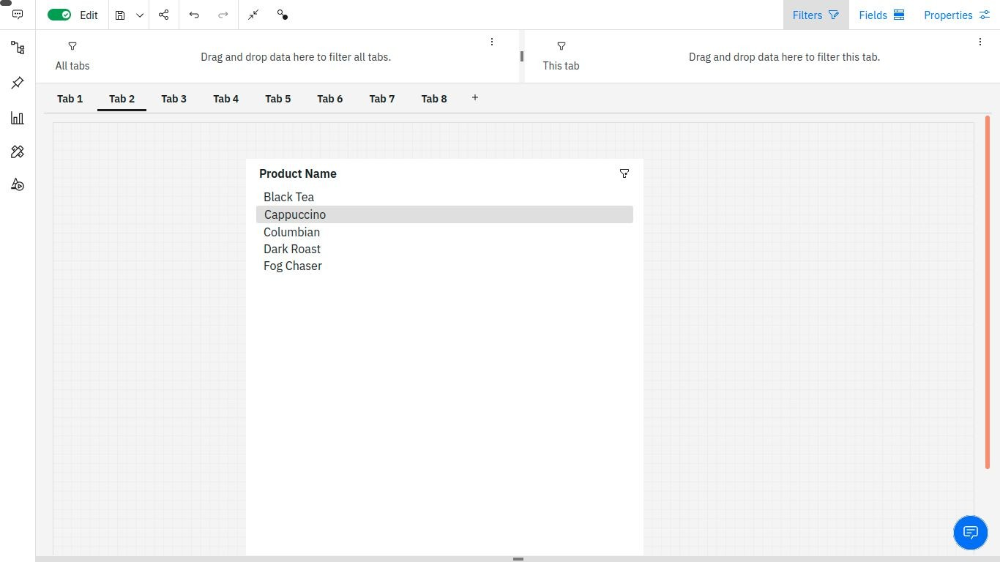 Edit
Filters
Fields
Properties
All tabs
Drag and drop data here to filter all tabs.
This tab
Drag and drop data here to filter this tab.
Tab 1
Tab 2
Tab 3
Tab 4
Tab 5
Tab 6
Tab 7
Tab 8
Product Name
Black Tea
Cappuccino
Columbian
Dark Roast
Fog Chaser